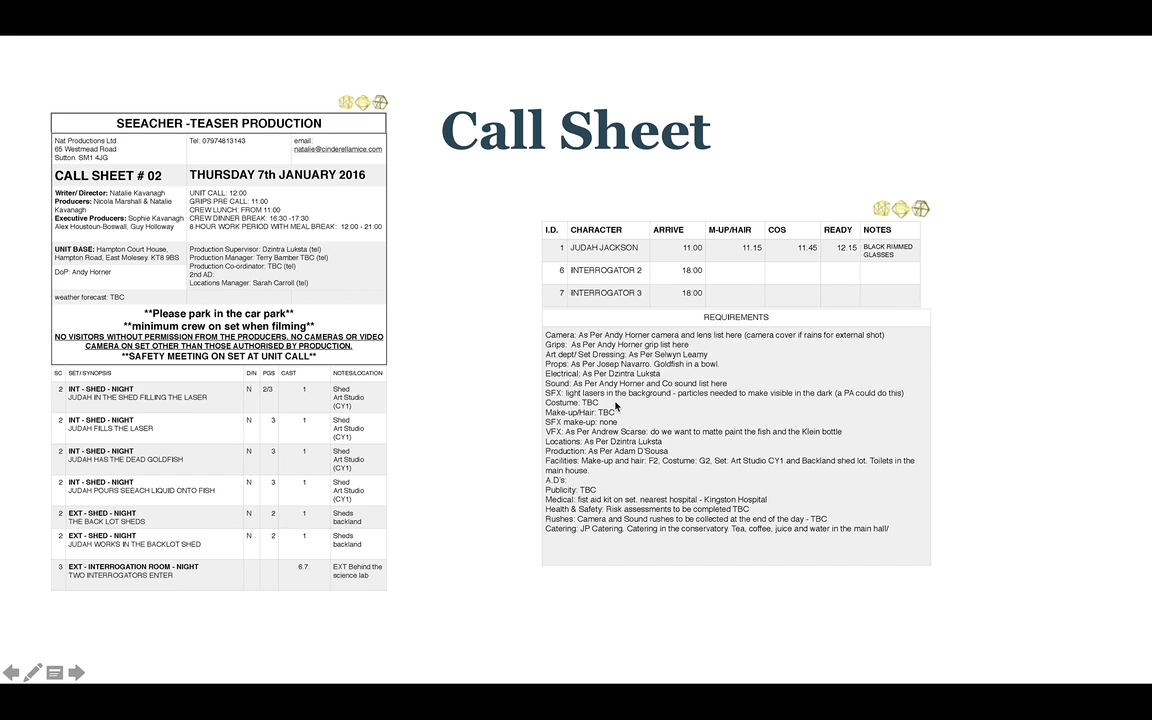 Call Sheet
SEEACHER -TEASER PRODUCTION
Nat Productions Ltd
65 Westmead Road
Sutton. SM1 4JG
Tel: 07974813143
email:
natalie@cinderellamice.com
CALL SHEET # 02
THURSDAY 7th JANUARY 2016
Writer/ Director: Natalie Kavanagh
Producers: Nicola Marshall & Natalie
Kavanagh
Executive Producers: Sophie Kavanagh
Alex Houstoun-Boswall, Guy Holloway
UNIT CALL: 12:00
GRIPS PRE CALL: 11:00
CREW LUNCH: FROM 11:00
CREW DINNER BREAK: 16:30 -17:30
8 HOUR WORK PERIOD WITH MEAL BREAK: 12:00 - 21:00
UNIT BASE: Hampton Court House,
Hampton Road, East Molesey. KT8 9BS
DoP: Andy Horner
Production Supervisor: Dzintra Luksta (tel)
Production Manager: Terry Bamber TBC (tel)
Production Co-ordinator: TBC (tel)
2nd AD:
Locations Manager: Sarah Carroll (tel)
weather forecast: TBC
**Please park in the car park**
**minimum crew on set when filming**
NO VISITORS WITHOUT PERMISSION FROM THE PRODUCERS. NO CAMERAS OR VIDEO
CAMERA ON SET OTHER THAN THOSE AUTHORISED BY PRODUCTION.
**SAFETY MEETING ON SET AT UNIT CALL**
SC SET/ SYNOPSIS D/N PGS CAST NOTES/LOCATION
2 INT - SHED - NIGHT N 2/3 1 Shed
JUDAH IN THE SHED FILLING THE LASER Art Studio
(CY1)
2 INT - SHED - NIGHT N 3 1 Shed
JUDAH FILLS THE LASER Art Studio
(CY1)
2 INT - SHED - NIGHT N 3 1 Shed
JUDAH HAS THE DEAD GOLDFISH Art Studio
(CY1)
2 INT - SHED - NIGHT N 3 1 Shed
JUDAH POURS SEEACH LIQUID ONTO FISH Art Studio
(CY1)
2 EXT - SHED - NIGHT N 2 1 Sheds
THE BACK LOT SHEDS backland
2 EXT - SHED - NIGHT N 2 1 Sheds
JUDAH WORKS IN THE BACKLOT SHED backland
3 EXT - INTERROGATION ROOM - NIGHT 6.7. EXT Behind the
TWO INTERROGATORS ENTER science lab
I.D. CHARACTER ARRIVE M-UP/HAIR COS READY NOTES
1 JUDAH JACKSON 11.00 11.15 11.45 12.15 BLACK RIMMED
GLASSES
6 INTERROGATOR 2 18:00
7 INTERROGATOR 3 18:00
REQUIREMENTS
Camera: As Per Andy Horner camera and lens list here (camera cover if rains for external shot)
Grips: As Per Andy Horner grip list here
Art dept/ Set Dressing: As Per Selwyn Leamy
Props: As Per Josep Navarro. Goldfish in a bowl.
Electrical: As Per Dzintra Luksta
Sound: As Per Andy Horner and Co sound list here
SFX: light lasers in the background - particles needed to make visible in the dark (a PA could do this)
Costume: TBC
Make-up/Hair: TBC
SFX make-up: none
VFX: As Per Andrew Scarse: do we want to matte paint the fish and the Klein bottle
Locations: As Per Dzintra Luksta
Production: As Per Adam D'Sousa
Facilities: Make-up and hair: F2, Costume: G2, Set: Art Studio CY1 and Backland shed lot. Toilets in the
main house.
A.D's:
Publicity: TBC
Medical: fist aid kit on set. nearest hospital - Kingston Hospital
Health & Safety: Risk assessments to be completed TBC
Rushes: Camera and Sound rushes to be collected at the end of the day - TBC
Catering: JP Catering. Catering in the conservatory. Tea, coffee, juice and water in the main hall/